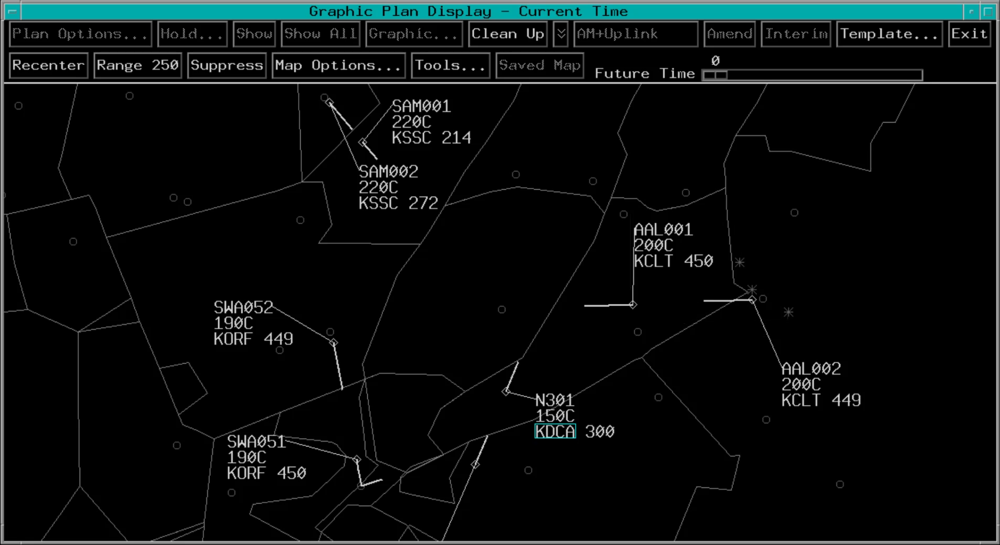 Graphic Plan Display - Current Time
Plan Options... Hold... Show Show All Graphic... Clean Up AM+Uplink Amend Interim Template... Exit
Recenter Range 250 Suppress Map Options... Tools... Saved Map Future Time 0
SAM001
220C
KSSC 214
SAM002
220C
KSSC 272
AAL001
200C
KCLT 450
SWA052
190C
KORF 449
AAL002
200C
KCLT 449
N301
150C
KDCA 300
SWA051
190C
KORF 450